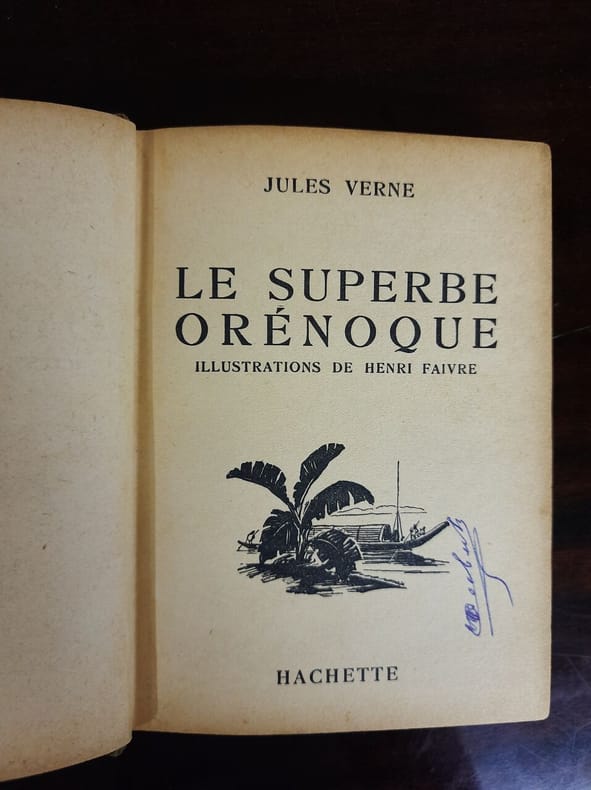 JULES VERNE
LE SUPERBE
ORÉNOQUE
ILLUSTRATIONS DE HENRI FAIVRE
HACHETTE